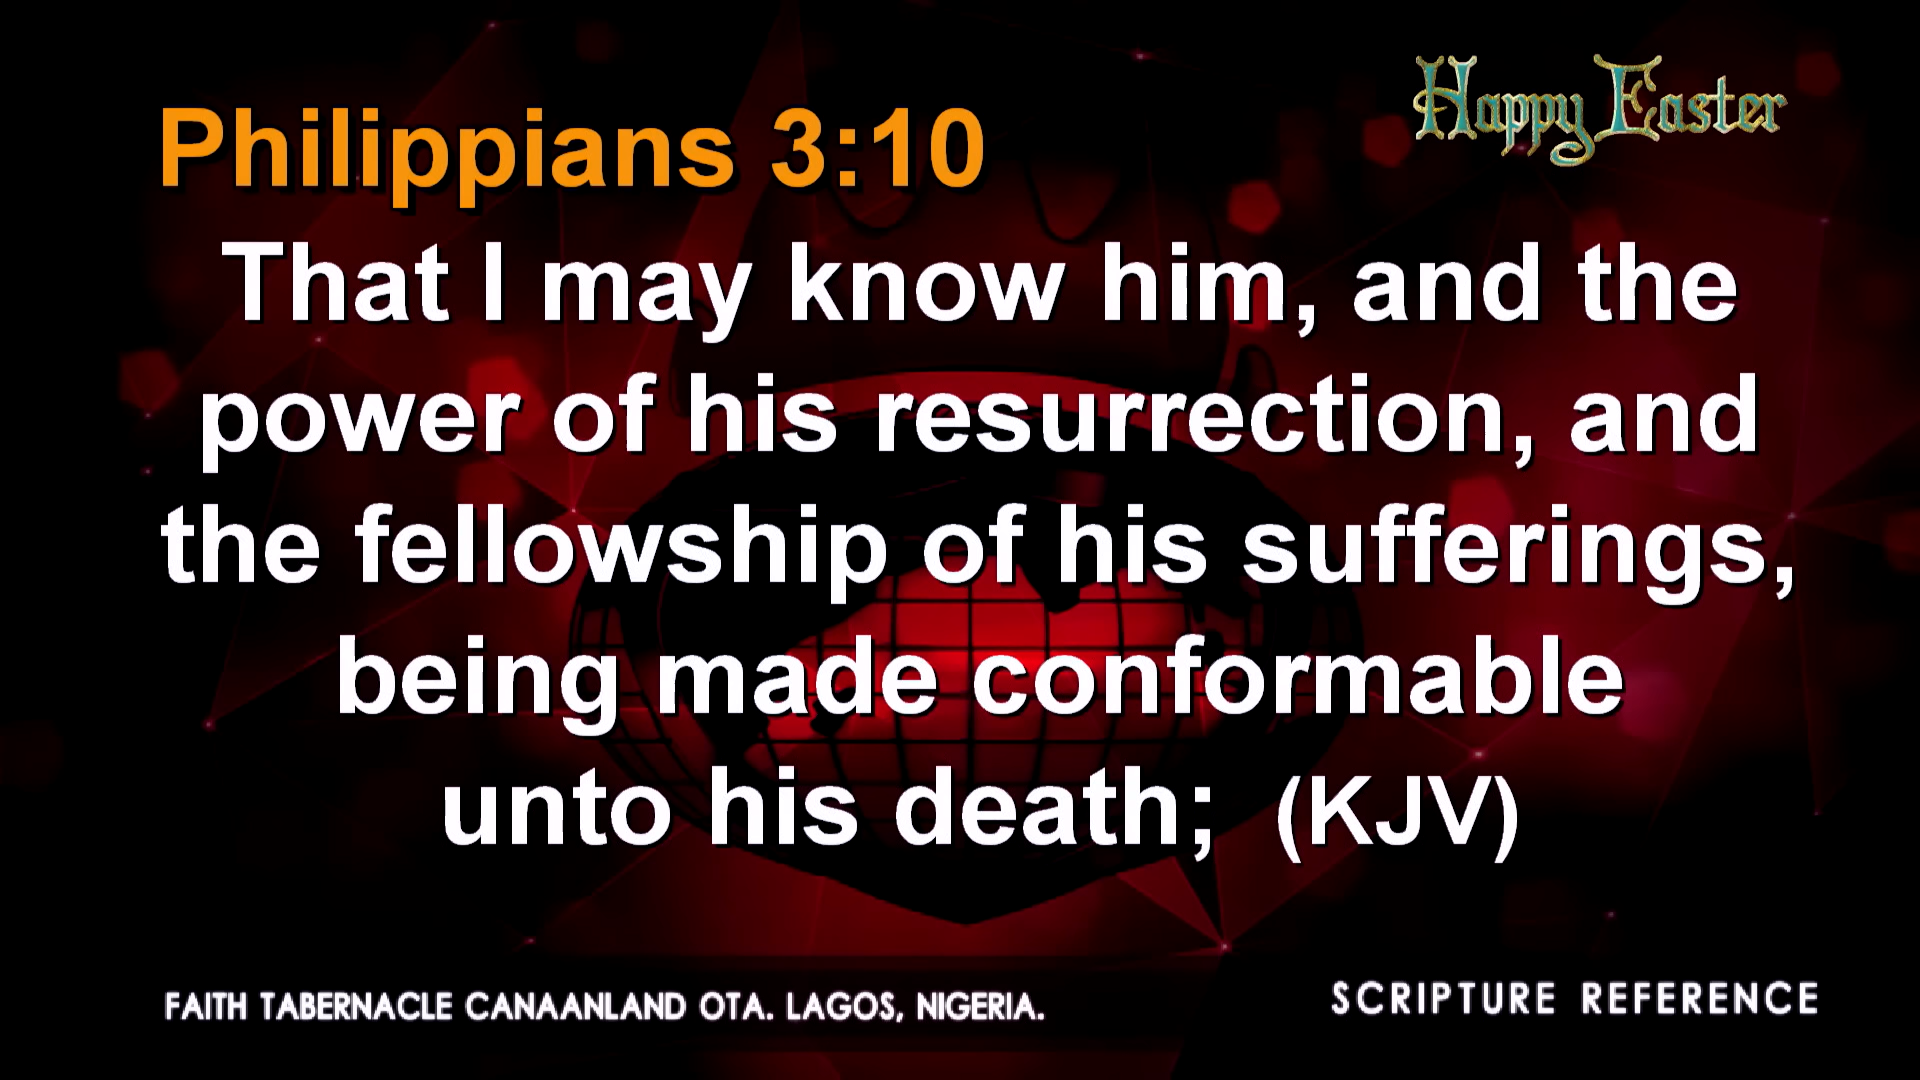 Happy Easter
Philippians 3:10
That I may know him, and the
power of his resurrection, and
the fellowship of his sufferings,
being made conformable
unto his death; (KJV)
FAITH TABERNACLE CANAANLAND OTA. LAGOS, NIGERIA.
SCRIPTURE REFERENCE